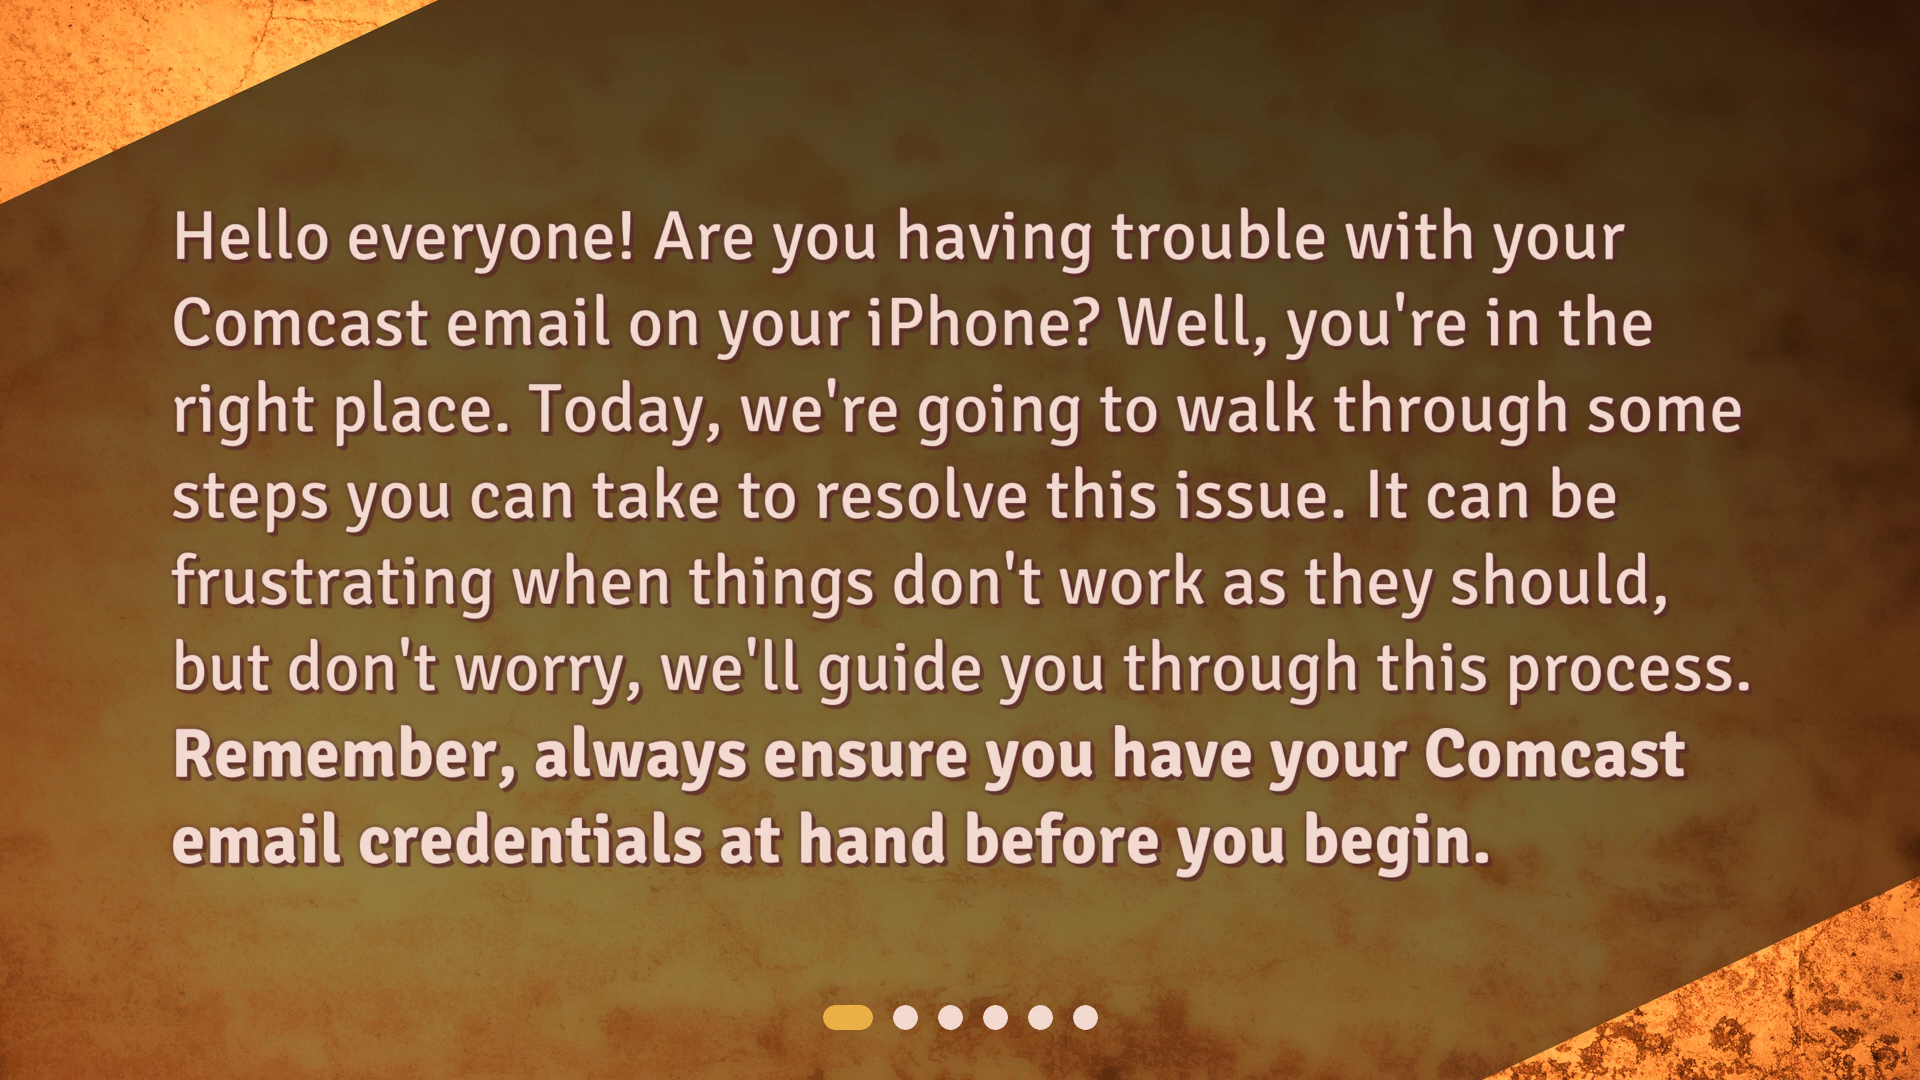 Hello everyone! Are you having trouble with your
Comcast email on your iPhone? Well, you're in the
right place. Today, we're going to walk through some
steps you can take to resolve this issue. It can be
frustrating when things don't work as they should,
but don't worry, we'll guide you through this process.
Remember, always ensure you have your Comcast
email credentials at hand before you begin.